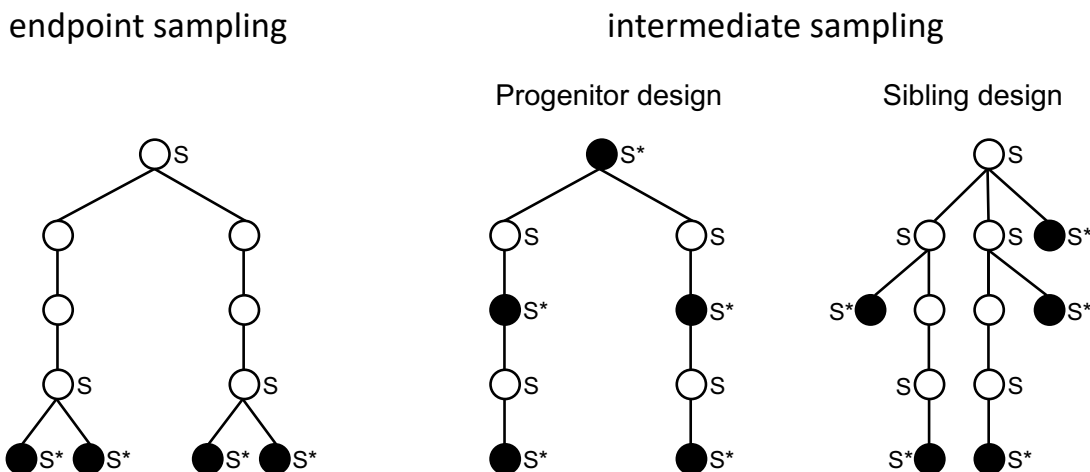 endpoint sampling
intermediate sampling
Progenitor design
Sibling design
S
S*
S
S
S
S
S
S*
S*
S*
S*
S*
S
S
S
S
S
S
S*
S*
S*
S*
S*
S*
S*
S*